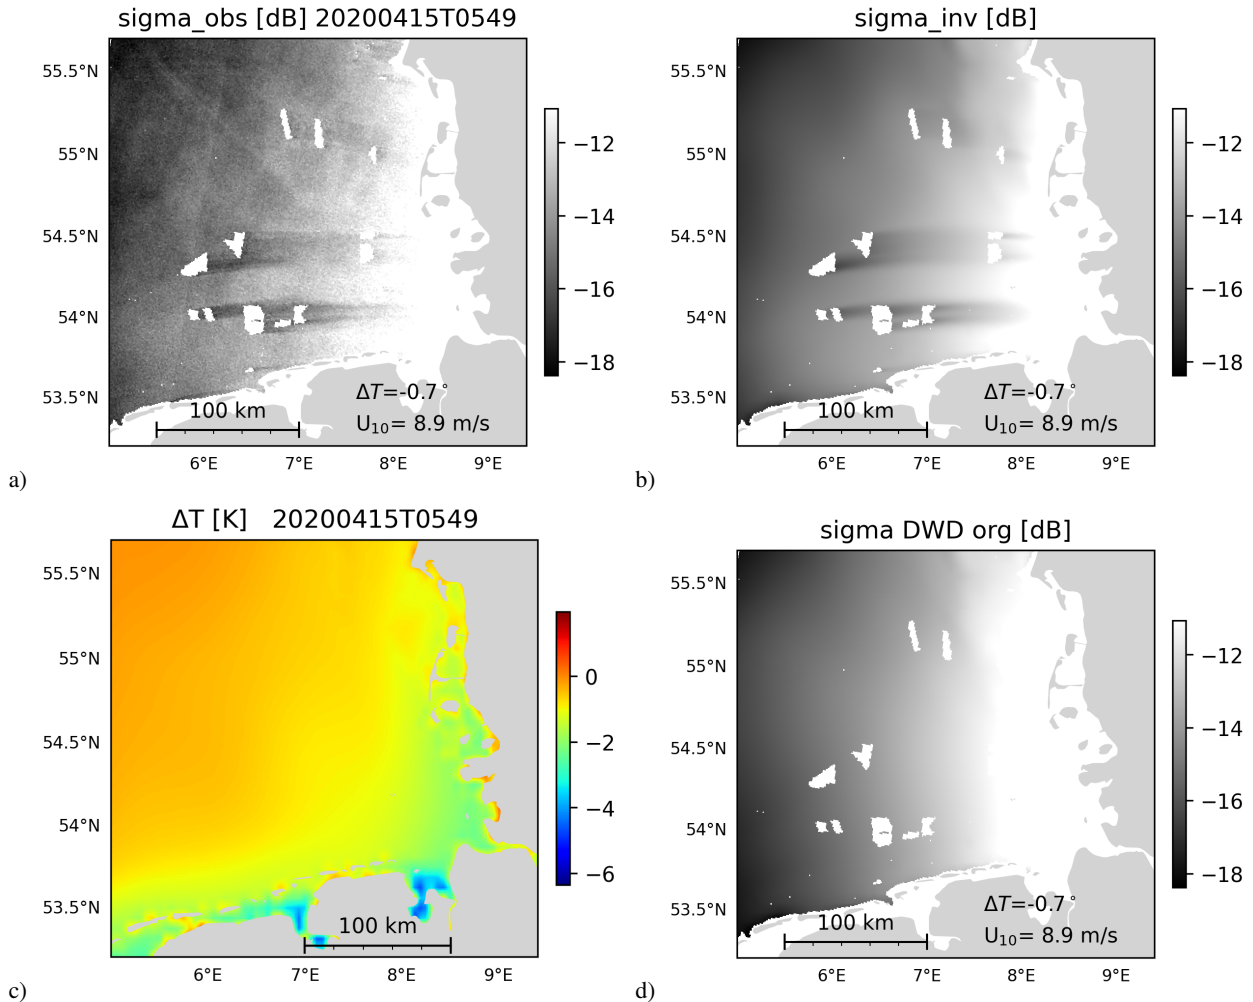 sigma_obs [dB] 20200415T0549
55.5°N
55°N
54.5°N
54°N
53.5°N
−12
−14
−16
−18
ΔT=-0.7°
U10= 8.9 m/s
100 km
6°E
7°E
8°E
9°E
a)
sigma_inv [dB]
55.5°N
55°N
54.5°N
54°N
53.5°N
−12
−14
−16
−18
ΔT=-0.7°
U10= 8.9 m/s
100 km
6°E
7°E
8°E
9°E
b)
ΔT [K] 20200415T0549
55.5°N
55°N
54.5°N
54°N
53.5°N
0
−2
−4
−6
100 km
6°E
7°E
8°E
9°E
c)
sigma DWD org [dB]
55.5°N
55°N
54.5°N
54°N
53.5°N
−12
−14
−16
−18
ΔT=-0.7°
U10= 8.9 m/s
100 km
6°E
7°E
8°E
9°E
d)